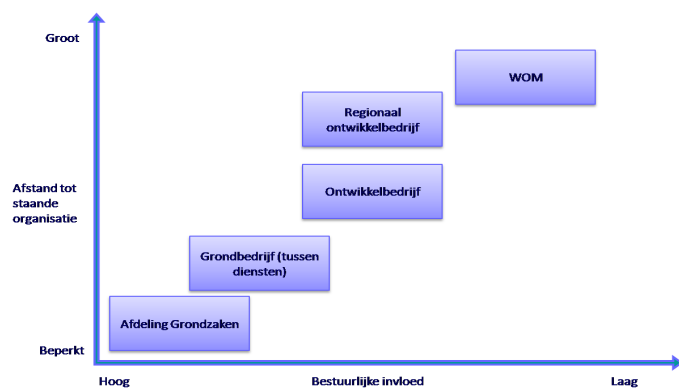 Groot
WOM
Regionaal
ontwikkelbedrijf
Afstand tot
staande
organisatie
Ontwikkelbedrijf
Grondbedrijf (tussen
diensten)
Afdeling Grondzaken
Beperkt
Hoog
Bestuurlijke invloed
Laag